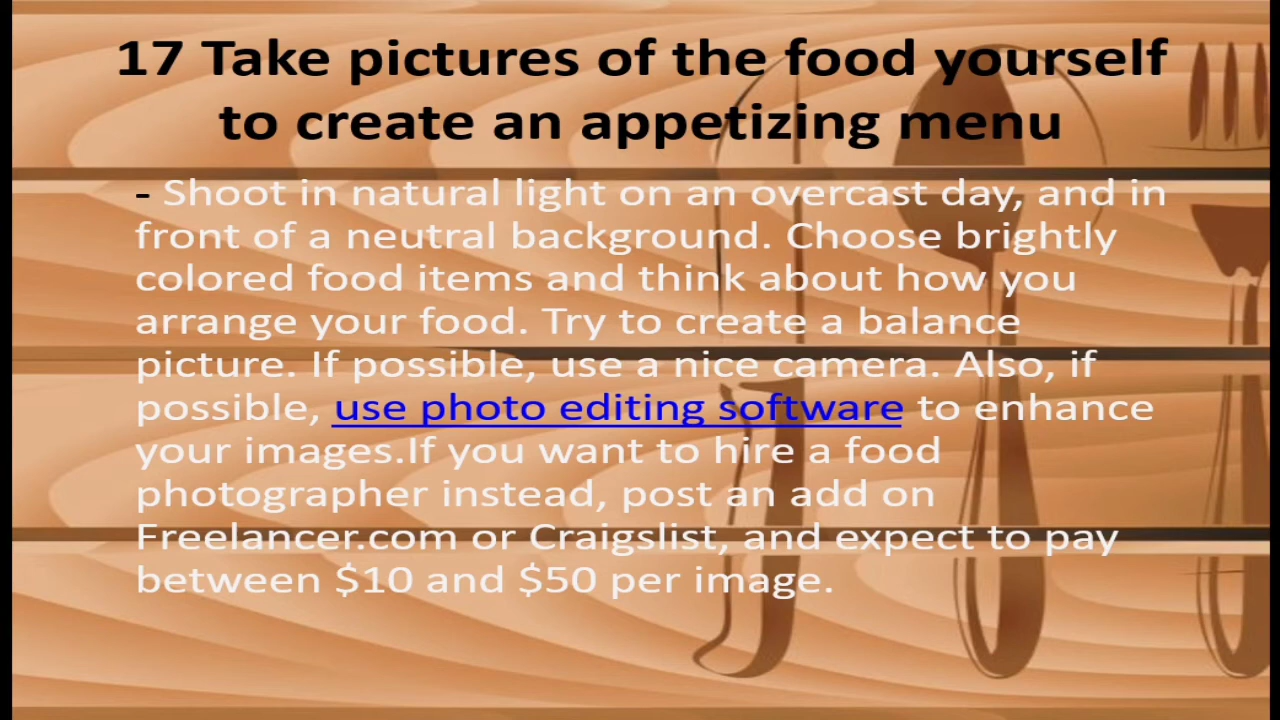 17 Take pictures of the food yourself
to create an appetizing menu
- Shoot in natural light on an overcast day, and in
front of a neutral background. Choose brightly
colored food items and think about how you
arrange your food. Try to create a balance
picture. If possible, use a nice camera. Also, if
possible, use photo editing software to enhance
your images.If you want to hire a food
photographer instead, post an add on
Freelancer.com or Craigslist, and expect to pay
between $10 and $50 per image.